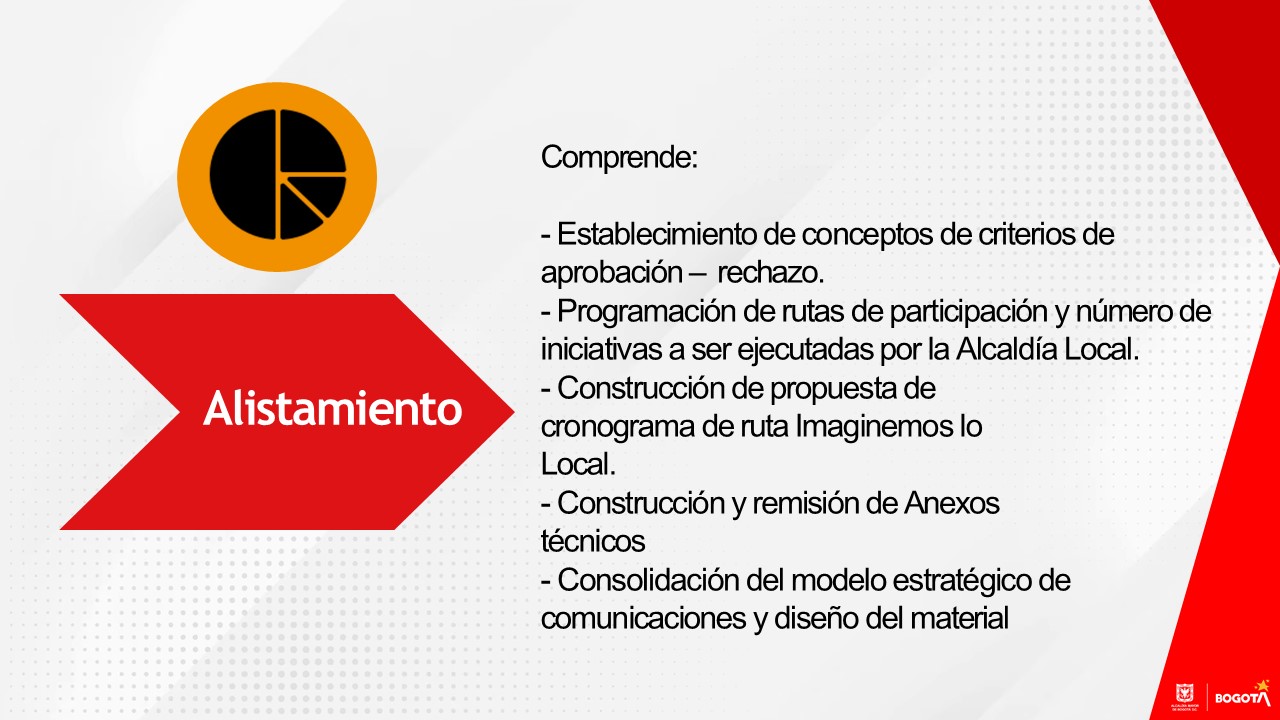 Comprende:
- Establecimiento de conceptos de criterios de
aprobación – rechazo.
- Programación de rutas de participación y número de
iniciativas a ser ejecutadas por la Alcaldía Local.
- Construcción de propuesta de
cronograma de ruta Imaginemos lo
Local.
- Construcción y remisión de Anexos
técnicos
- Consolidación del modelo estratégico de
comunicaciones y diseño del material
Alistamiento
ALCALDÍA MAYOR
DE BOGOTÁ D.C.
BOGOTÁ